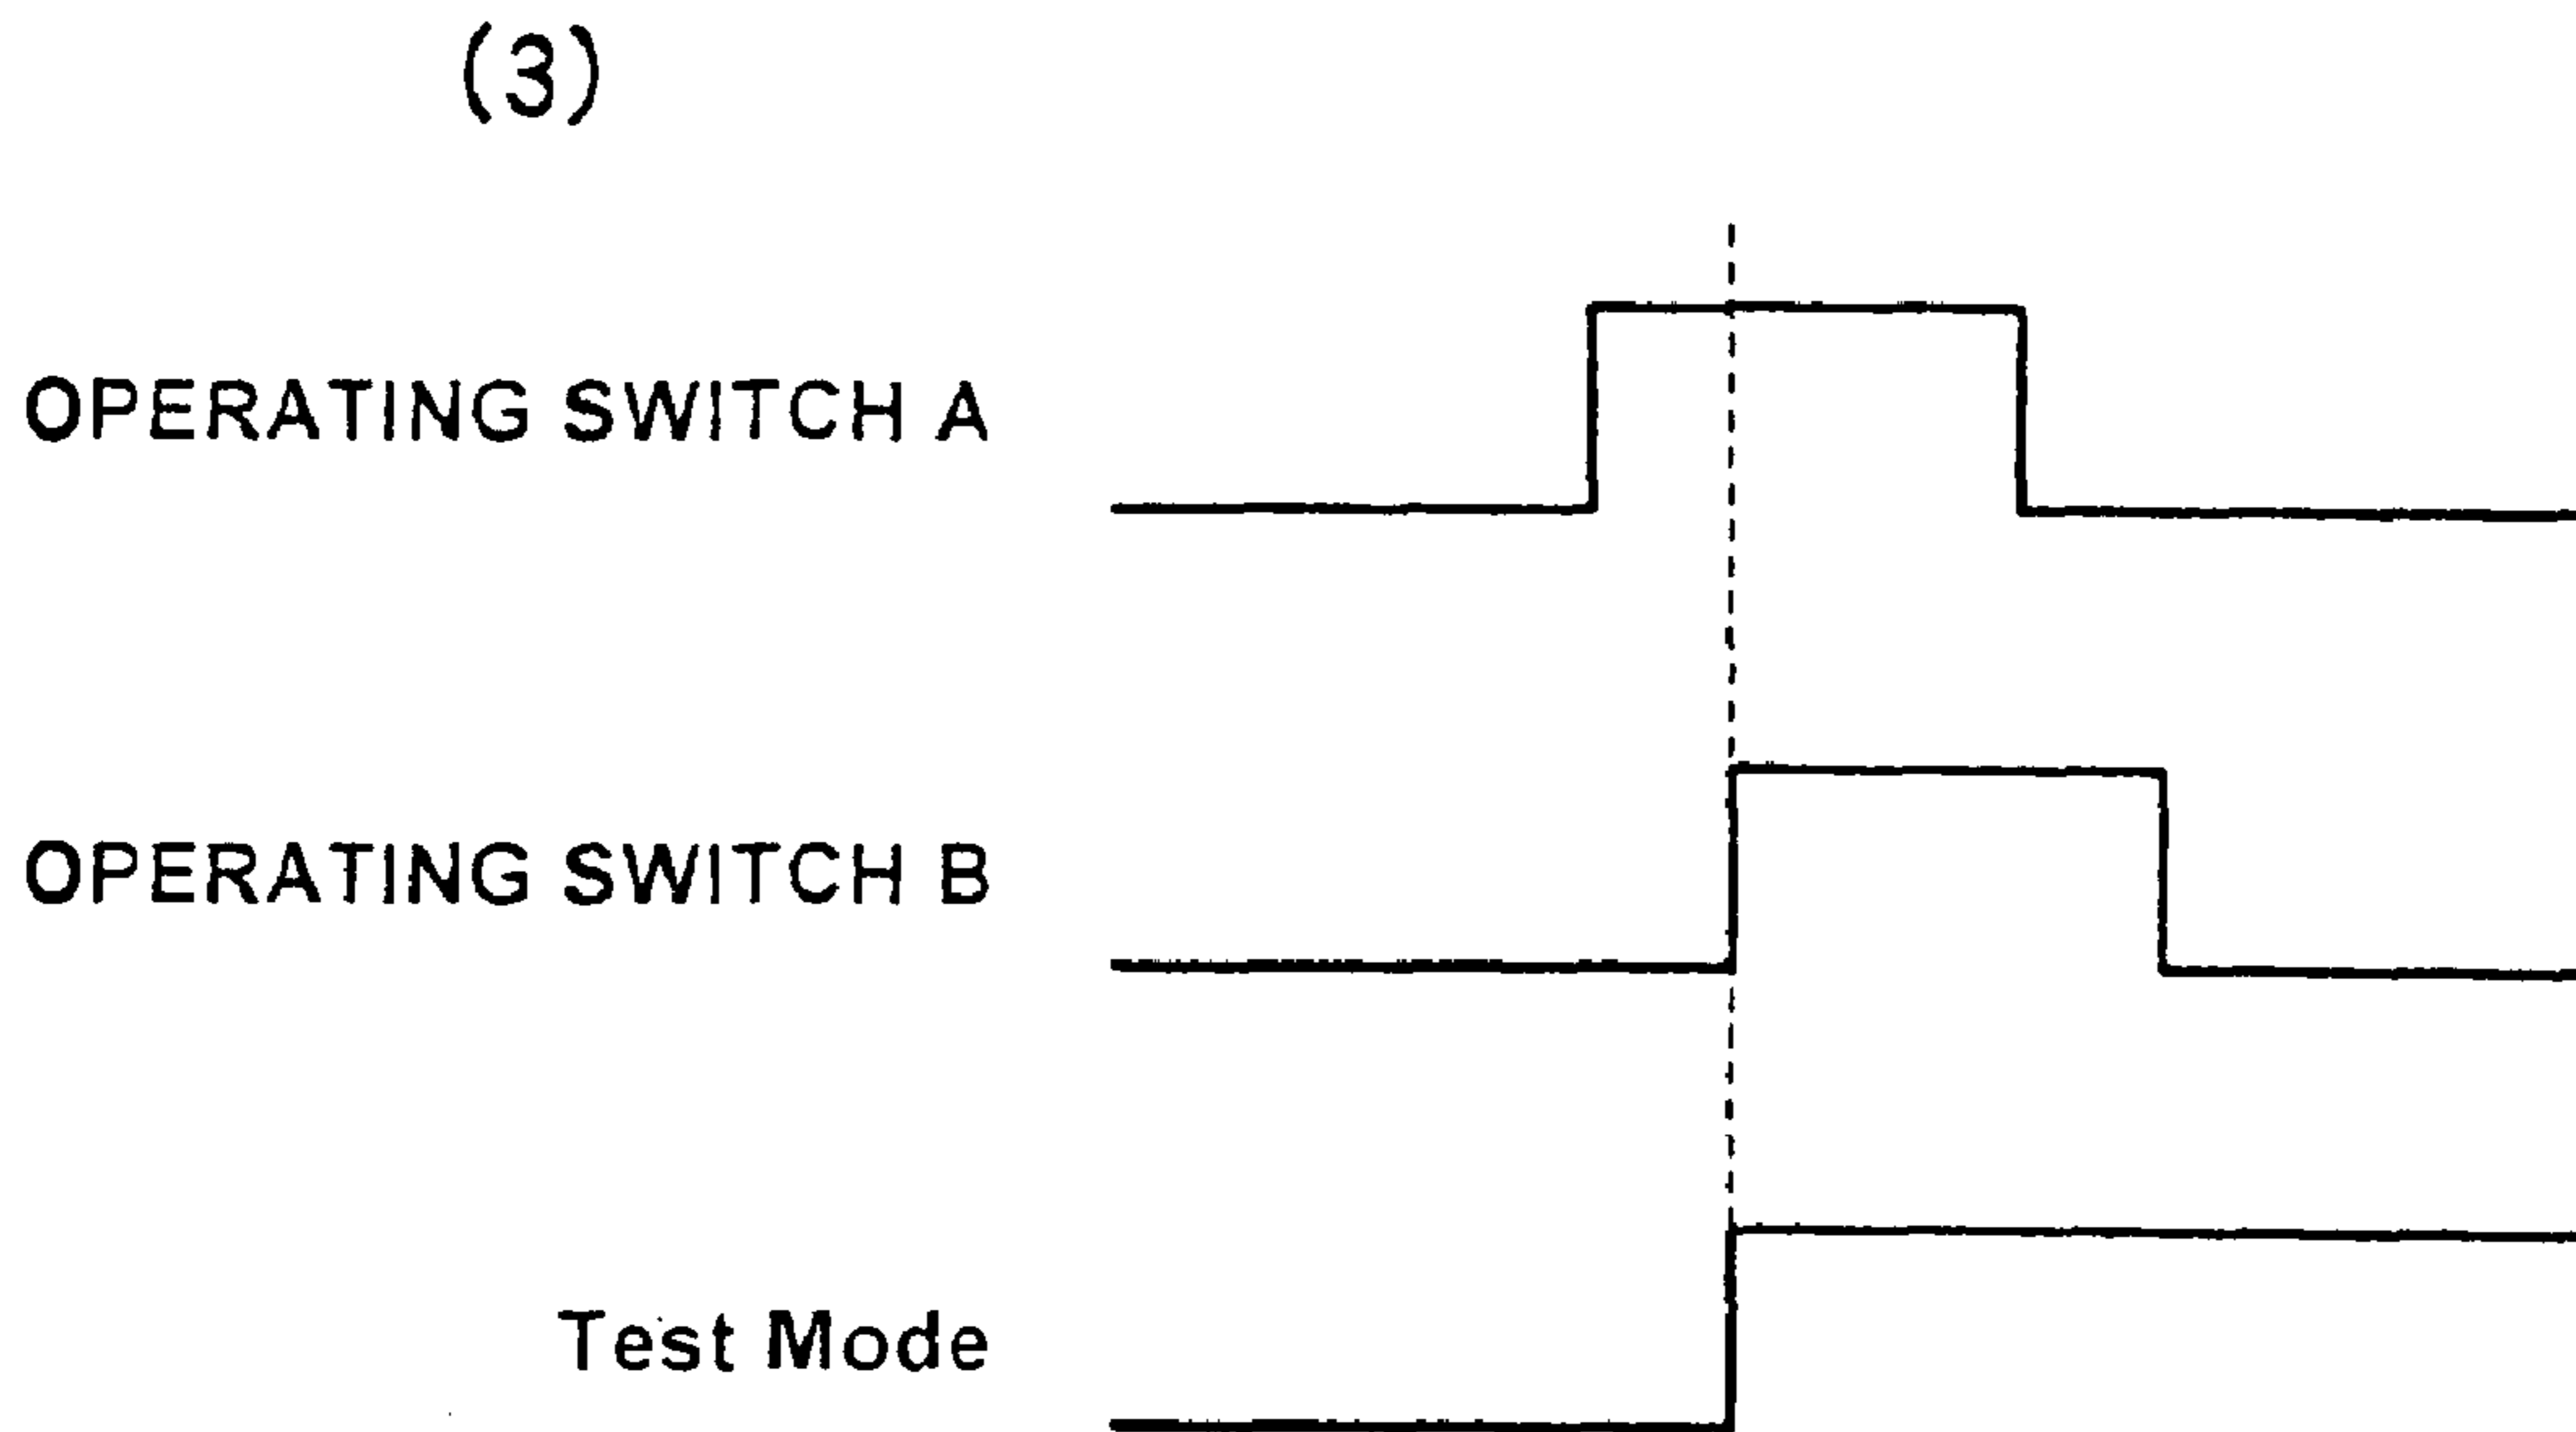 (3)
OPERATING SWITCH A
OPERATING SWITCH B
Test Mode